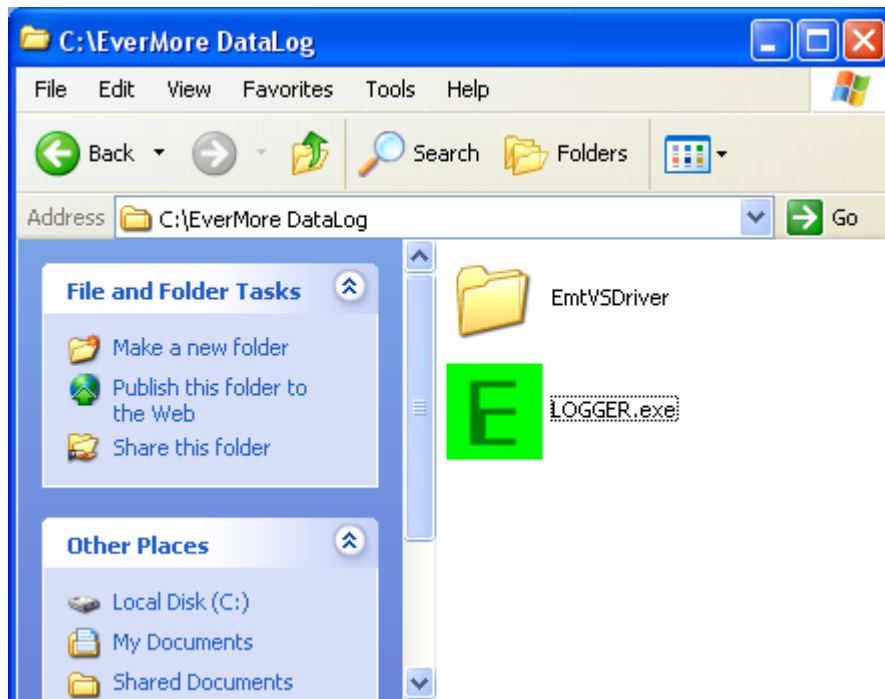 C:\EverMore DataLog
File Edit View Favorites Tools Help
Back Search Folders
Address C:\EverMore DataLog Go
File and Folder Tasks
Make a new folder
Publish this folder to
the Web
Share this folder
Other Places
Local Disk (C:)
My Documents
Shared Documents
EmtVSDriver
E
LOGGER.exe